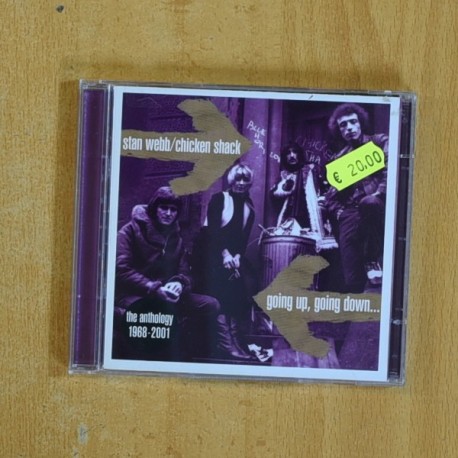 stan webb/chicken shack
€ 20,00
going up, going down...
the anthology
1968-2001